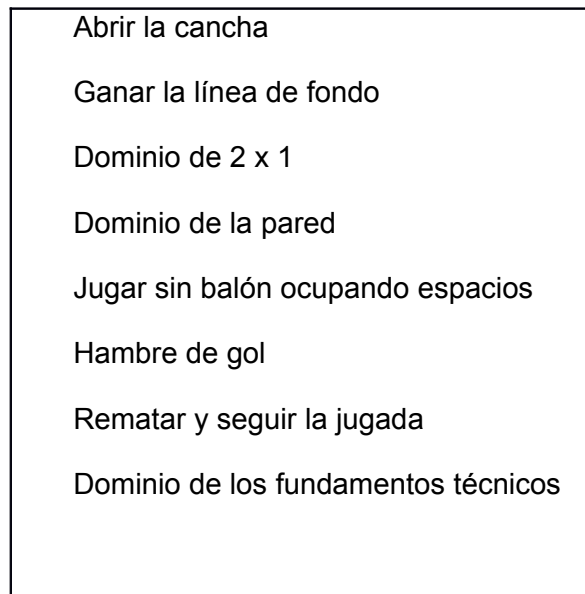 Abrir la cancha
Ganar la línea de fondo
Dominio de 2 x 1
Dominio de la pared
Jugar sin balón ocupando espacios
Hambre de gol
Rematar y seguir la jugada
Dominio de los fundamentos técnicos